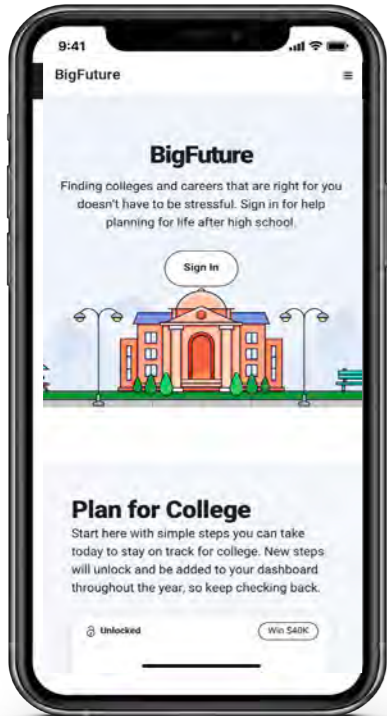 9:41
BigFuture
BigFuture
Finding colleges and careers that are right for you
doesn't have to be stressful. Sign in for help
planning for life after high school.
Sign In
Plan for College
Start here with simple steps you can take
today to stay on track for college. New steps
will unlock and be added to your dashboard
throughout the year, so keep checking back.
Unlocked
Win $40K